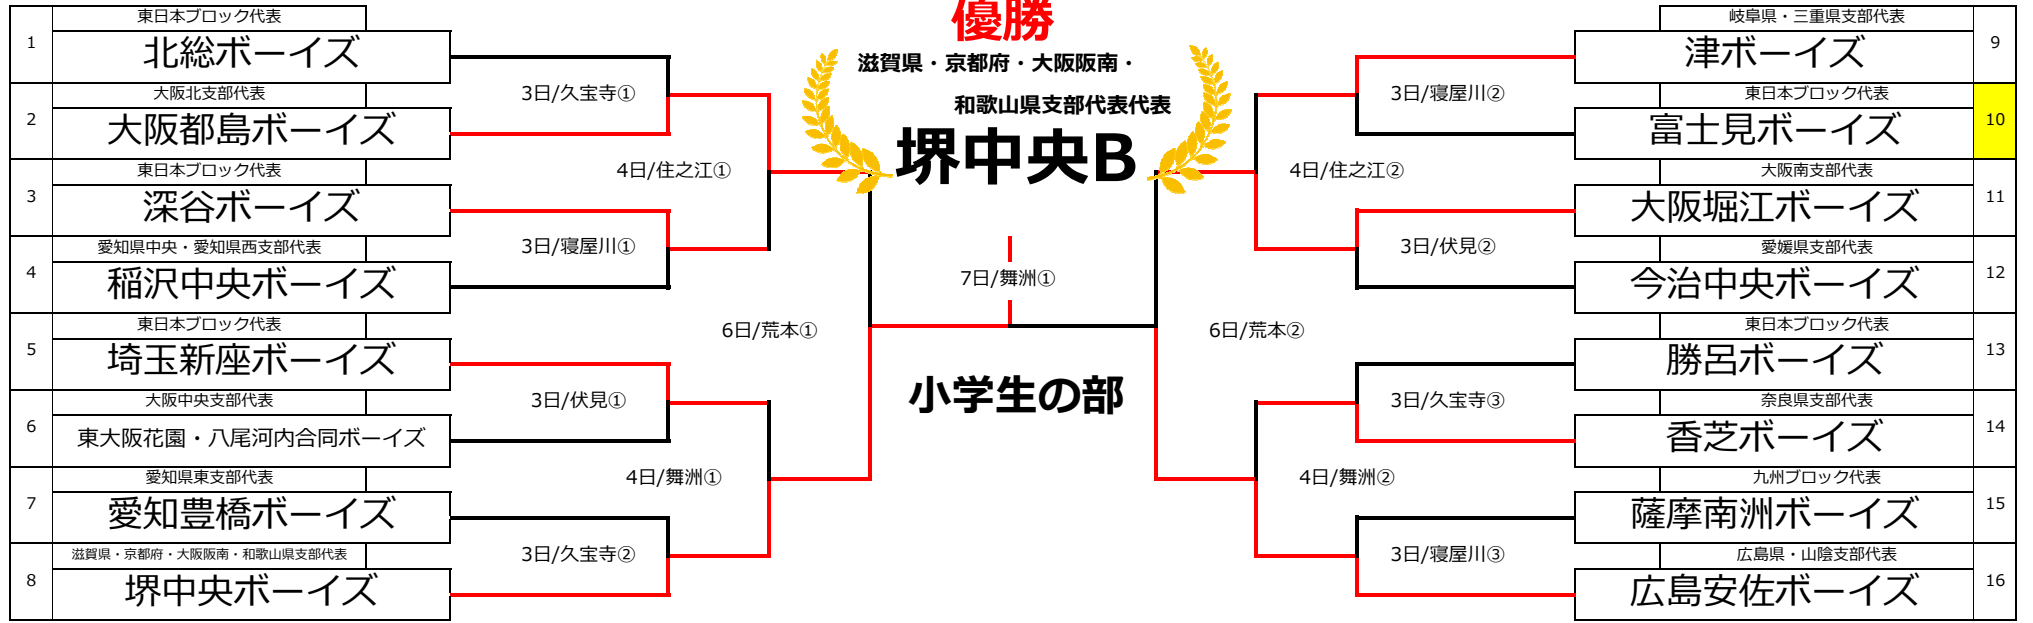 優勝
滋賀県・京都府・大阪阪南・
和歌山県支部代表代表
堺中央B
1
東日本ブロック代表
北総ボーイズ
2
大阪北支部代表
大阪都島ボーイズ
3
東日本ブロック代表
深谷ボーイズ
4
愛知県中央・愛知県西支部代表
稲沢中央ボーイズ
5
東日本ブロック代表
埼玉新座ボーイズ
6
大阪中央支部代表
東大阪花園・八尾河内合同ボーイズ
7
愛知県東支部代表
愛知豊橋ボーイズ
8
滋賀県・京都府・大阪阪南・和歌山県支部代表
堺中央ボーイズ
3日/久宝寺①
3日/寝屋川①
3日/伏見①
3日/久宝寺②
4日/住之江①
4日/舞洲①
6日/荒本①
7日/舞洲①
小学生の部
6日/荒本②
4日/住之江②
4日/舞洲②
3日/寝屋川②
3日/伏見②
3日/久宝寺③
3日/寝屋川③
岐阜県・三重県支部代表
津ボーイズ
9
東日本ブロック代表
富士見ボーイズ
10
大阪南支部代表
大阪堀江ボーイズ
11
愛媛県支部代表
今治中央ボーイズ
12
東日本ブロック代表
勝呂ボーイズ
13
奈良県支部代表
香芝ボーイズ
14
九州ブロック代表
薩摩南洲ボーイズ
15
広島県・山陰支部代表
広島安佐ボーイズ
16